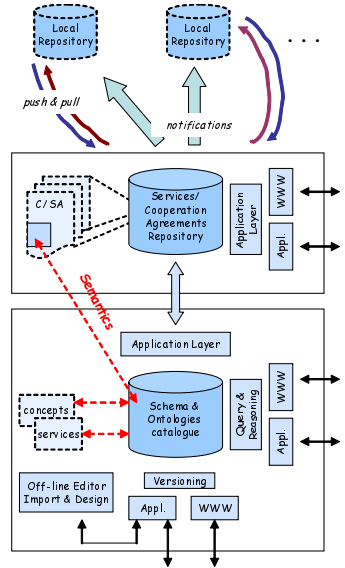 Local
Repository
Local
Repository
. . .
push & pull
notifications
C / SA
Services/
Cooperation
Agreements
Repository
Application
Layer
WWW
Appl.
Semantics
Application Layer
concepts
services
Schema &
Ontologies
catalogue
Query &
Reasoning
WWW
Appl.
Off-line Editor
Import & Design
Versioning
Appl.
WWW